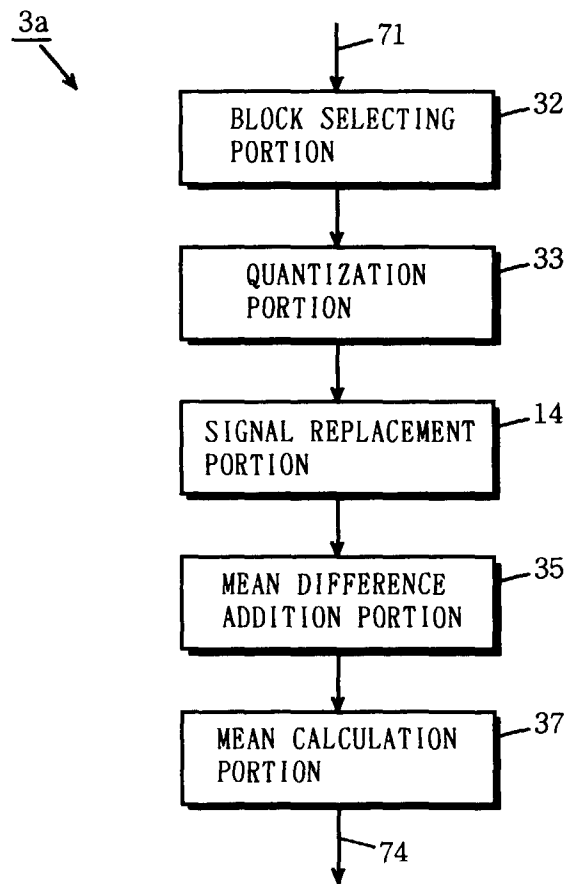 3a
71
BLOCK SELECTING
PORTION
32
QUANTIZATION
PORTION
33
SIGNAL REPLACEMENT
PORTION
14
MEAN DIFFERENCE
ADDITION PORTION
35
MEAN CALCULATION
PORTION
37
74